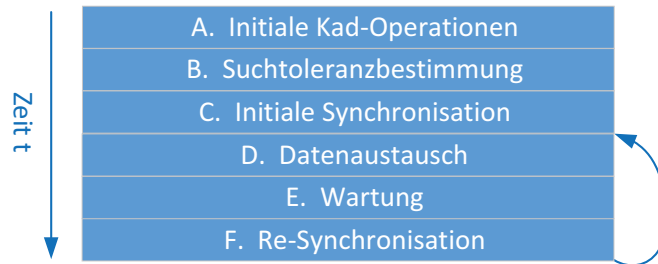 A. Initiale Kad-Operationen
B. Suchtoleranzbestimmung
C. Initiale Synchronisation
D. Datenaustausch
E. Wartung
F. Re-Synchronisation
Zeit t